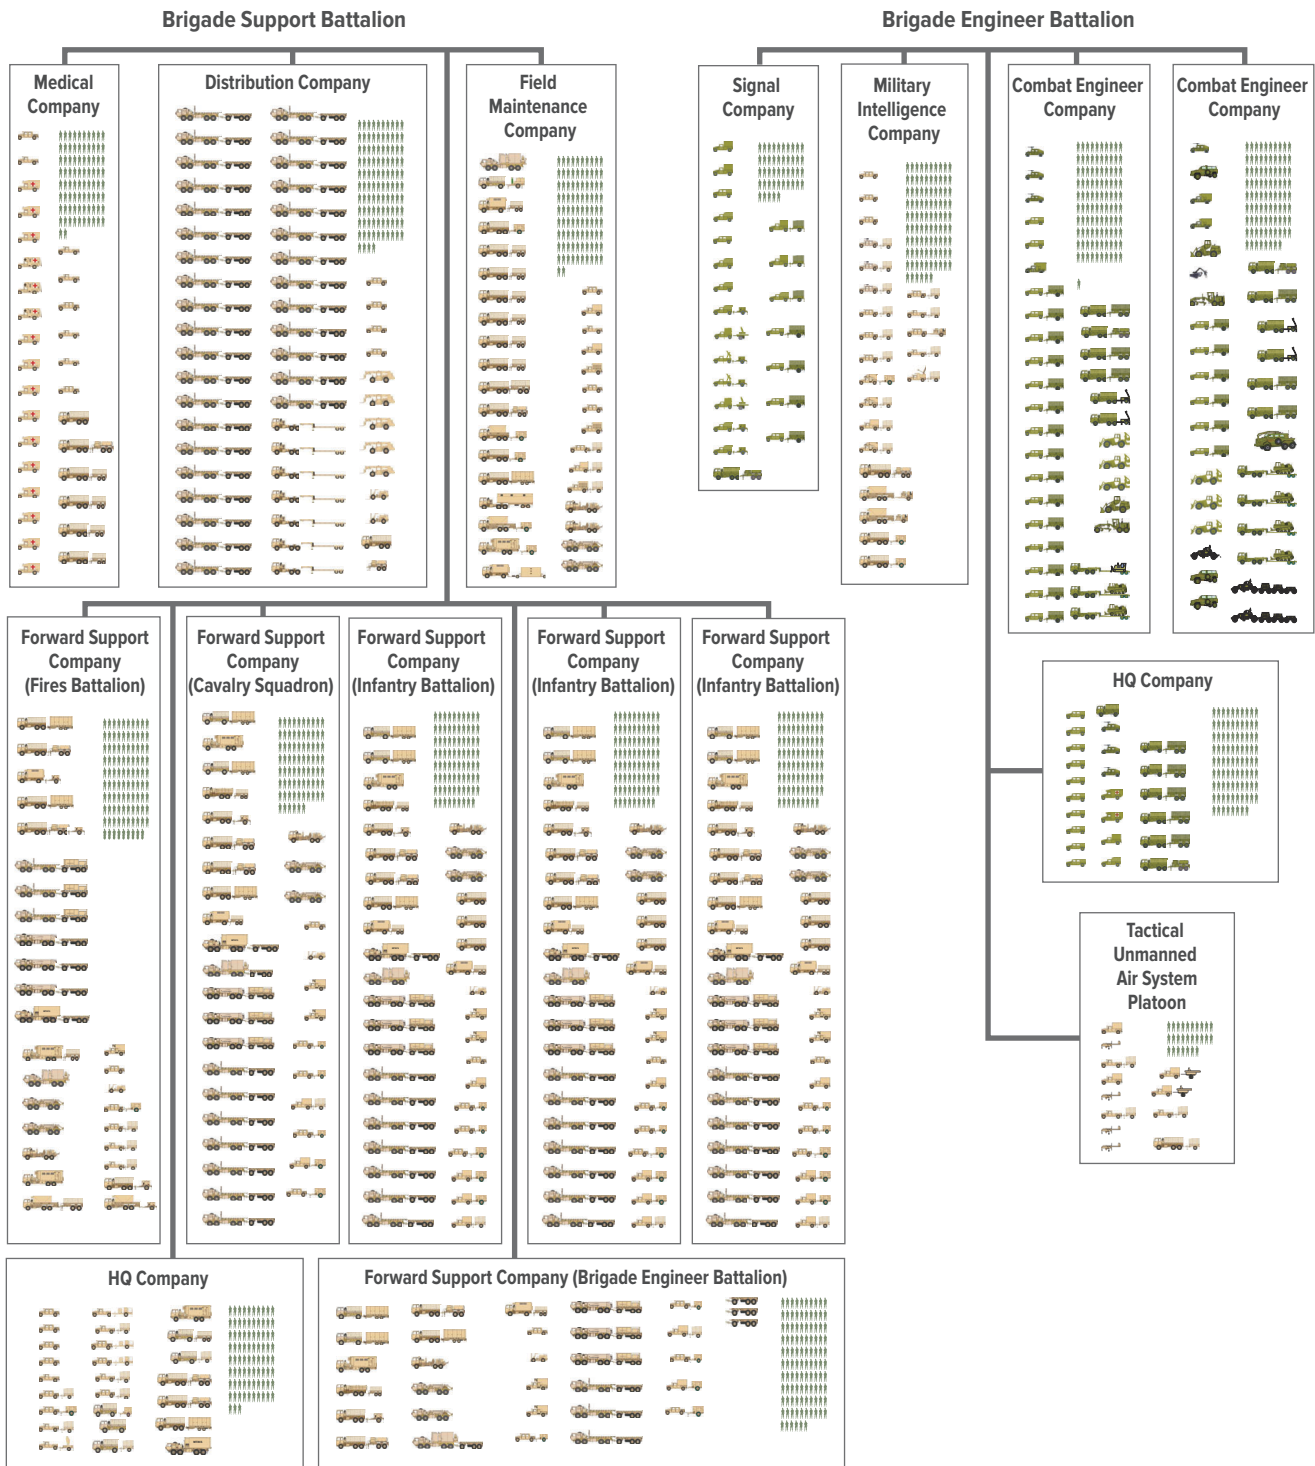 Brigade Support Battalion
Brigade Engineer Battalion
Medical
Company
Distribution Company
Field
Maintenance
Company
Signal
Company
Military
Intelligence
Company
Combat Engineer
Company
Combat Engineer
Company
Forward Support
Company
(Fires Battalion)
Forward Support
Company
(Cavalry Squadron)
Forward Support
Company
(Infantry Battalion)
Forward Support
Company
(Infantry Battalion)
Forward Support
Company
(Infantry Battalion)
HQ Company
Tactical
Unmanned
Air System
Platoon
HQ Company
Forward Support Company (Brigade Engineer Battalion)